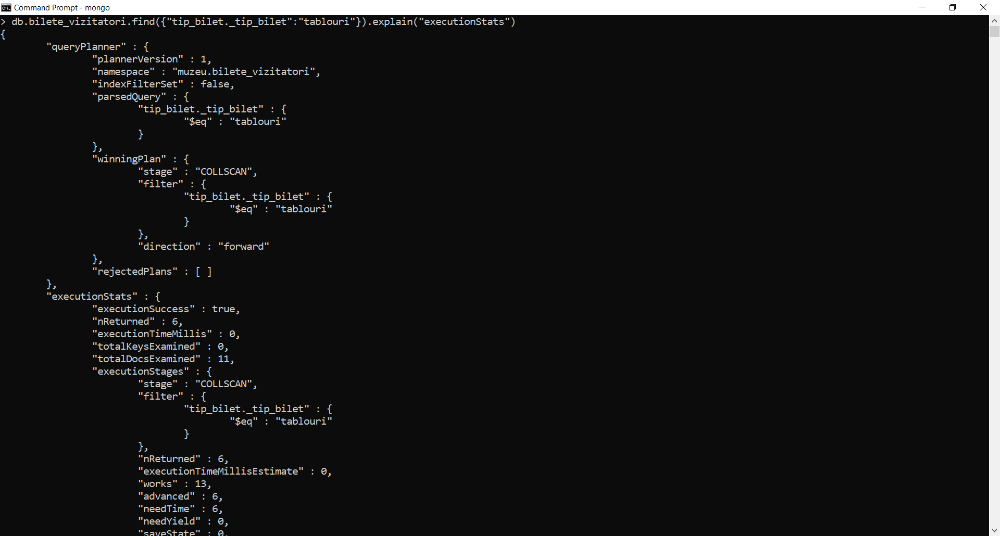 Command Prompt - mongo
> db.bilete_vizitatori.find({"tip_bilet._tip_bilet":"tablouri"}).explain("executionStats")
{
        "queryPlanner" : {
                "plannerVersion" : 1,
                "namespace" : "muzeu.bilete_vizitatori",
                "indexFilterSet" : false,
                "parsedQuery" : {
                        "tip_bilet._tip_bilet" : {
                                "$eq" : "tablouri"
                        }
                },
                "winningPlan" : {
                        "stage" : "COLLSCAN",
                        "filter" : {
                                "tip_bilet._tip_bilet" : {
                                        "$eq" : "tablouri"
                                }
                        },
                        "direction" : "forward"
                },
                "rejectedPlans" : [ ]
        },
        "executionStats" : {
                "executionSuccess" : true,
                "nReturned" : 6,
                "executionTimeMillis" : 0,
                "totalKeysExamined" : 0,
                "totalDocsExamined" : 11,
                "executionStages" : {
                        "stage" : "COLLSCAN",
                        "filter" : {
                                "tip_bilet._tip_bilet" : {
                                        "$eq" : "tablouri"
                                }
                        },
                        "nReturned" : 6,
                        "executionTimeMillisEstimate" : 0,
                        "works" : 13,
                        "advanced" : 6,
                        "needTime" : 6,
                        "needYield" : 0,
                        "saveState" : 0,